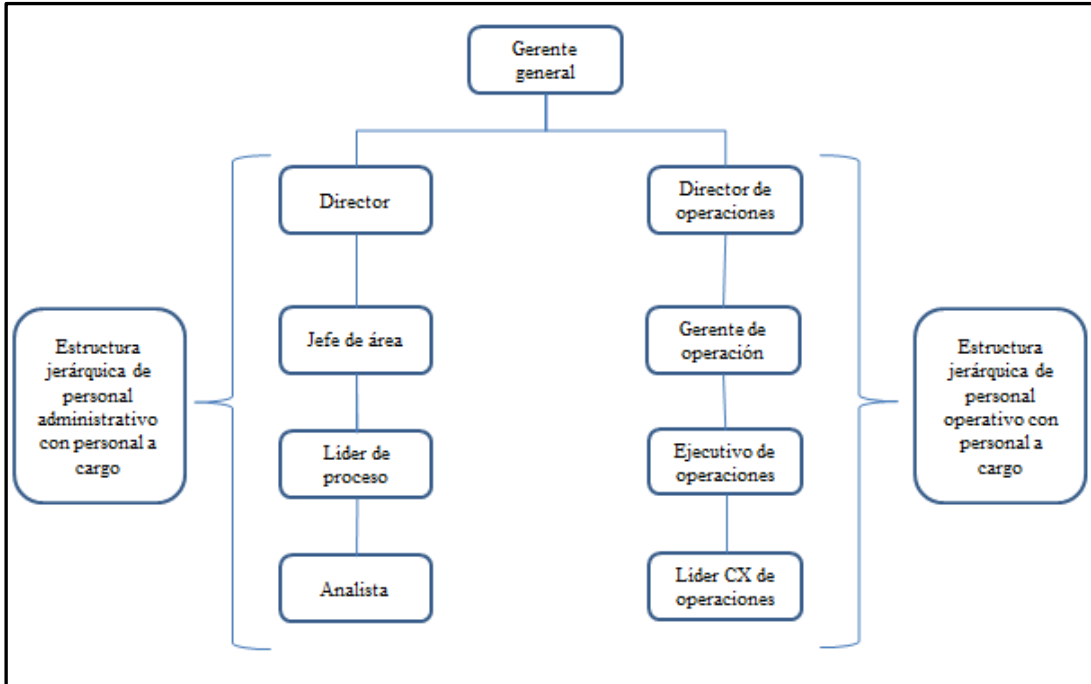 Gerente
general
Director
Director de
operaciones
Estructura
jerárquica de
personal
administrativo
con personal a
cargo
Jefe de área
Gerente de
operación
Estructura
jerárquica de
personal
operativo con
personal a
cargo
Lider de
proceso
Ejecutivo de
operaciones
Analista
Lider CX de
operaciones